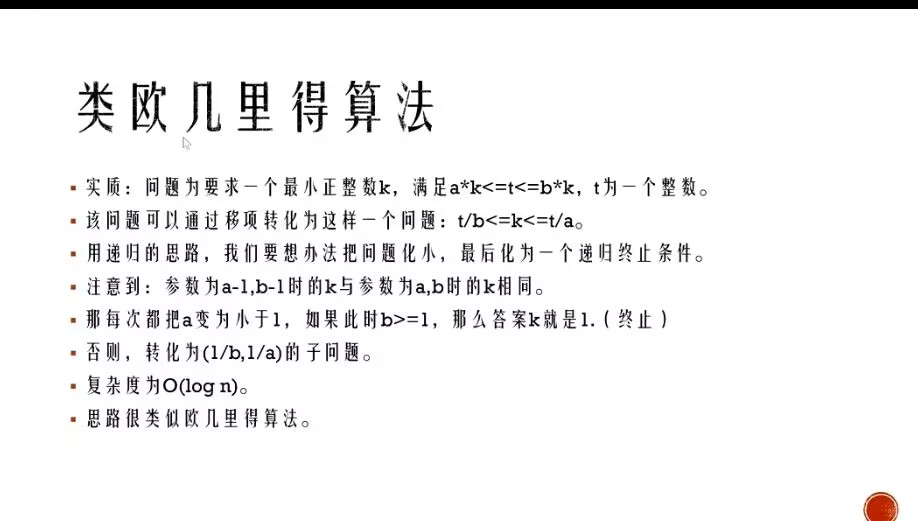 类欧几里得算法
实质：问题为要求一个最小正整数k，满足a*k<=t<=b*k，t为一个整数。
该问题可以通过移项转化为这样一个问题：t/b<=k<=t/a。
用递归的思路，我们要想办法把问题化小，最后化为一个递归终止条件。
注意到：参数为a-1,b-1时的k与参数为a,b时的k相同。
那每次都把a变为小于1，如果此时b>=1，那么答案k就是1.（终止）
否则，转化为(1/b,1/a)的子问题。
复杂度为O(log n)。
思路很类似欧几里得算法。